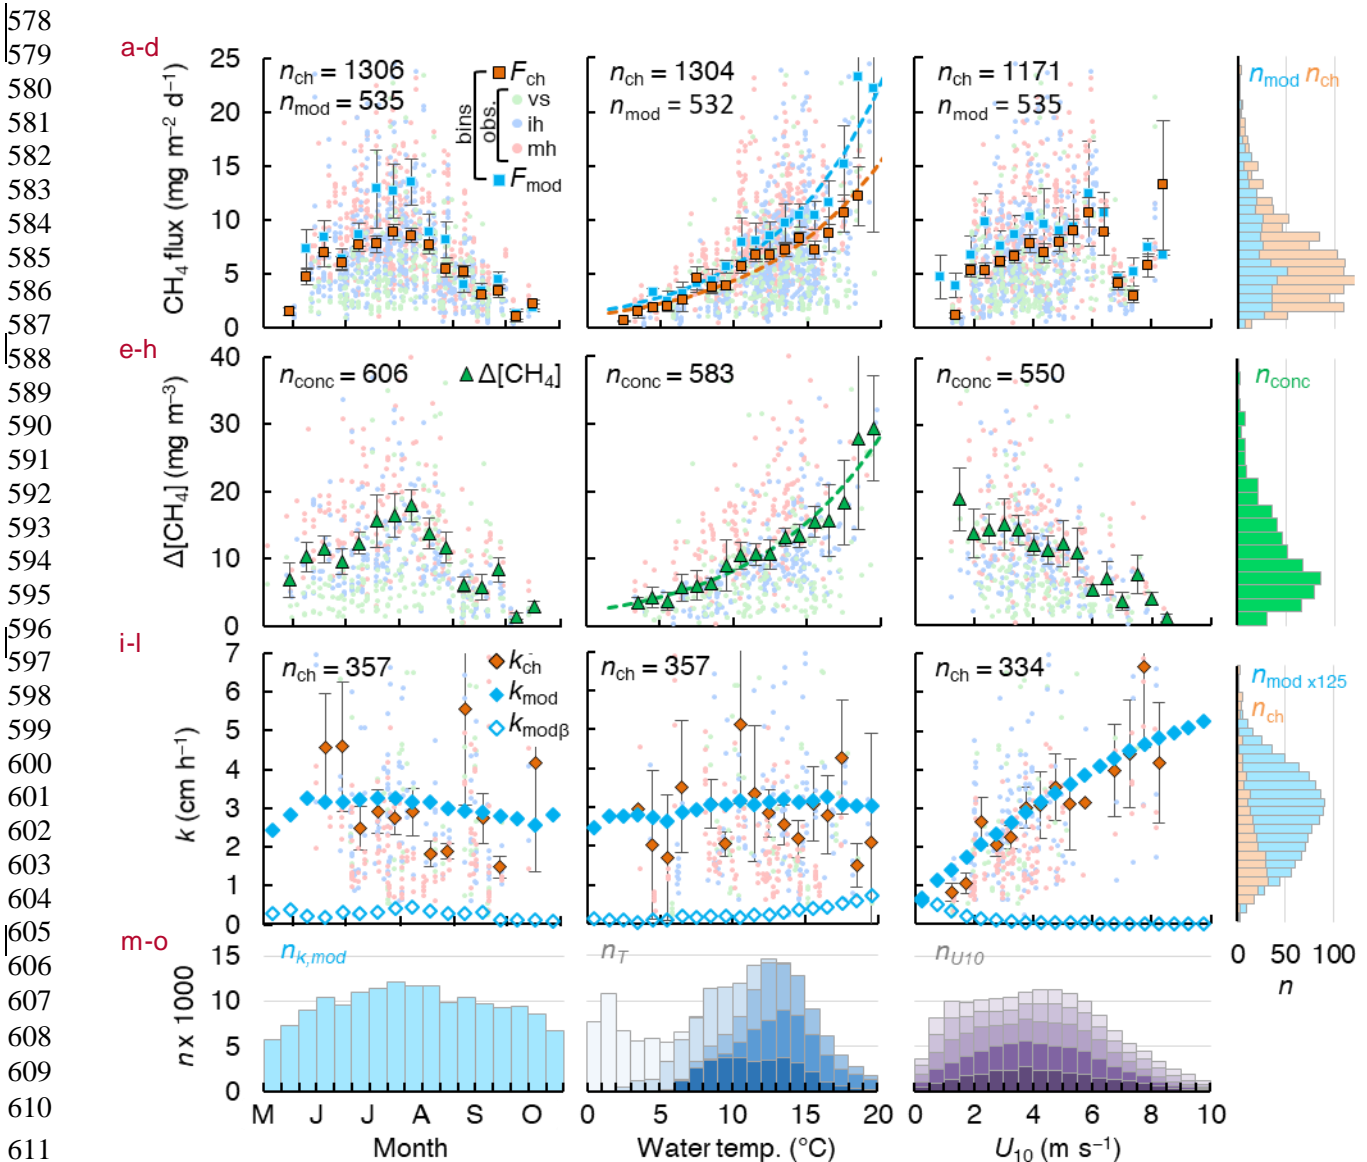 578
579
580
581
582
583
584
585
586
587
588
589
590
591
592
593
594
595
596
597
598
599
600
601
602
603
604
605
606
607
608
609
610
611
a-d
CH4 flux (mg m−2 d−1)
25
20
15
10
5
0
nch = 1306
nmod = 535
bins
obs.
Fch
vs
ih
mh
Fmod
nch = 1304
nmod = 532
nch = 1171
nmod = 535
nmod nch
e-h
Δ[CH4] (mg m−3)
40
30
20
10
0
nconc = 606
Δ[CH4]
nconc = 583
nconc = 550
nconc
i-l
k (cm h−1)
7
6
5
4
3
2
1
0
nch = 357
kch
kmod
kmodβ
nch = 357
nch = 334
nmod x125
nch
0 50 100
n
m-o
n x 1000
15
10
5
0
nk,mod
nT
nU10
M J J A S O
Month
0 5 10 15 20
Water temp. (°C)
0 2 4 6 8 10
U10 (m s−1)